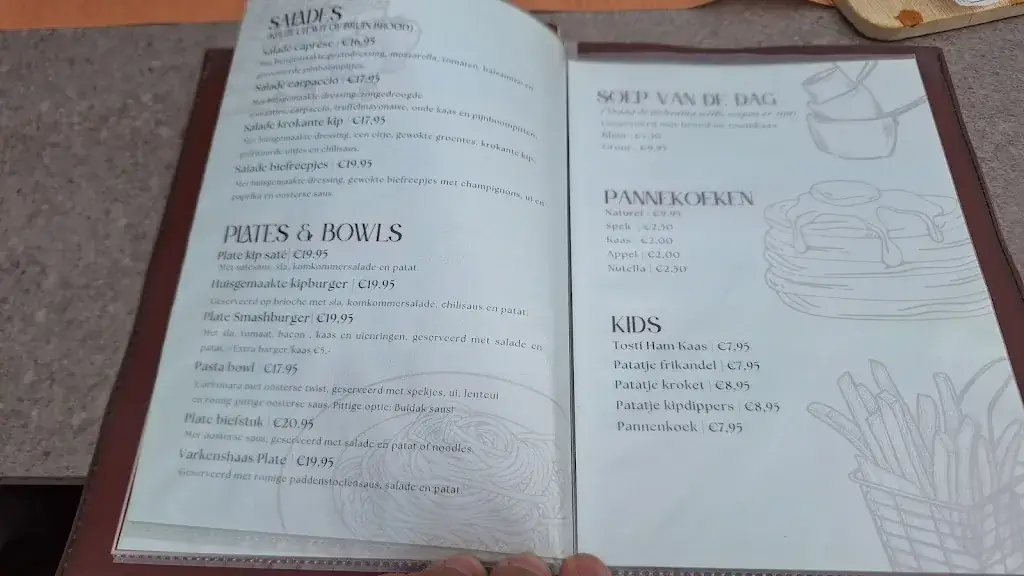 SALADES
Salade caprese | €16,95
Met huisgemaakte pestodressing, mozzarella, tomaten, balsamico en
geroosterde pijnboompitten.
Salade carpaccio | €17,95
Met huisgemaakte dressing, zongedroogde
tomaatjes, carpaccio, truffelmayonaise, oude kaas en pijnboompitten.
Salade krokante kip | €17,95
Met huisgemaakte dressing, een eitje, gewokte groentes, krokante kip,
gefrituurde uitjes en chilisaus.
Salade biefreepjes | €19,95
Met huisgemaakte dressing, gewokte biefreepjes met champignons, ui en
paprika en oosterse saus.
PLATES & BOWLS
Plate kip saté | €19.95
Met satésaus, sla, komkommersalade en patat.
Huisgemaakte kipburger | €19,95
Geserveerd op brioche met sla, komkommersalade, chilisaus en patat.
Plate Smashburger | €19,95
Met sla, tomaat, bacon , kaas en uienringen, geserveerd met salade en
patat. Extra burger, kaas €5,-
Pasta bowl | €17.95
Carbonara met oosterse twist, geserveerd met spekjes, ui, lenteui
en romig pittige oosterse saus. Pittige optie: Buldak saus!
Plate biefstuk | €20.95
Met oosterse saus, geserveerd met salade en patat of noodles.
Varkenshaas Plate | €19.95
Geserveerd met romige paddenstoelensaus, salade en patat.
SOEP VAN DE DAG
PANNEKOEKEN
Naturel | €9.95
Spek | €2,50
Kaas | €2.00
Appel | €2.00
Nutella | €2.50
KIDS
Tosti Ham Kaas | €7,95
Patatje frikandel | €7,95
Patatje kroket | €8,95
Patatje kipdippers | €8,95
Pannenkoek | €7,95